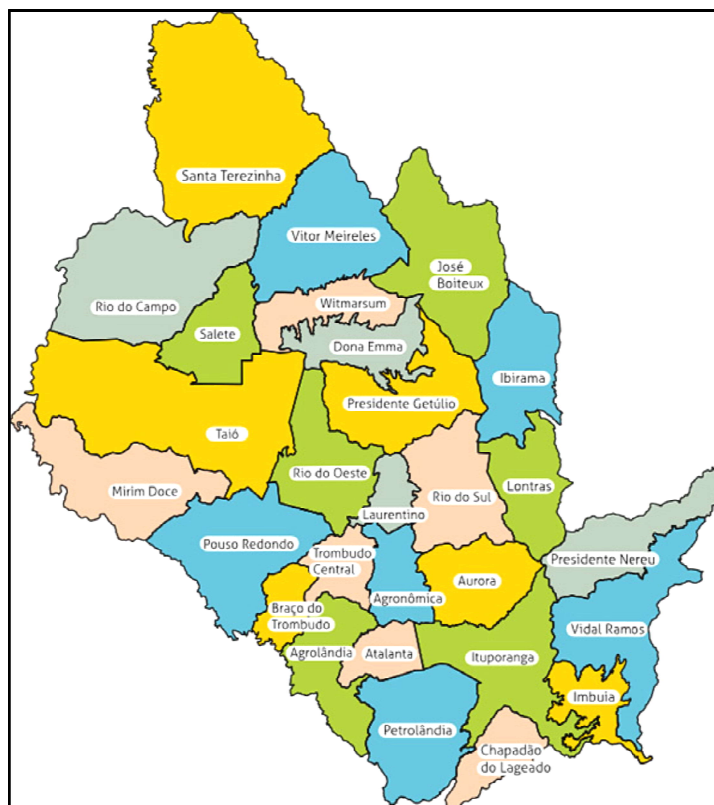 Santa Terezinha
Vitor Meireles
José
Boiteux
Rio do Campo
Witmarsum
Salete
Dona Emma
Ibirama
Presidente Getúlio
Taió
Rio do Oeste
Mirim Doce
Rio do Sul
Lontras
Laurentino
Pouso Redondo
Trombudo
Central
Presidente Nereu
Aurora
Agronômica
Braço do
Trombudo
Vidal Ramos
Agrolândia
Atalanta
Ituporanga
Imbuia
Petrolândia
Chapadão
do Lageado